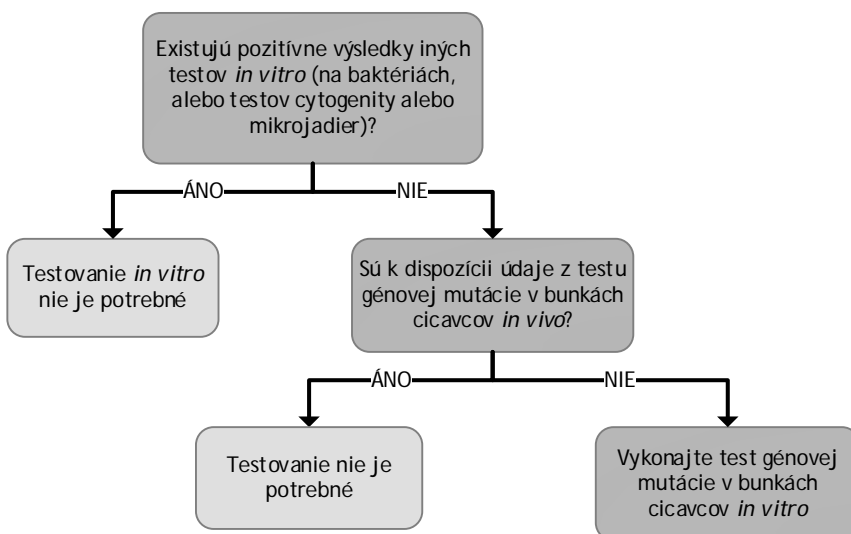 Existujú pozitívne výsledky iných
testov in vitro (na baktériách,
alebo testov cytogenity alebo
mikrojadier)?
ÁNO
NIE
Testovanie in vitro
nie je potrebné
Sú k dispozícii údaje z testu
génovej mutácie v bunkách
cicavcov in vivo?
ÁNO
NIE
Testovanie nie je
potrebné
Vykonajte test génovej
mutácie v bunkách
cicavcov in vitro